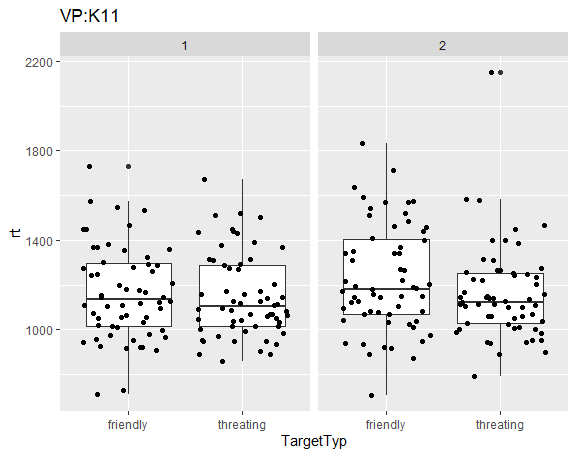 VP:K11
1 2
2200
1800
1400
1000
rt
friendly threating friendly threating
TargetTyp